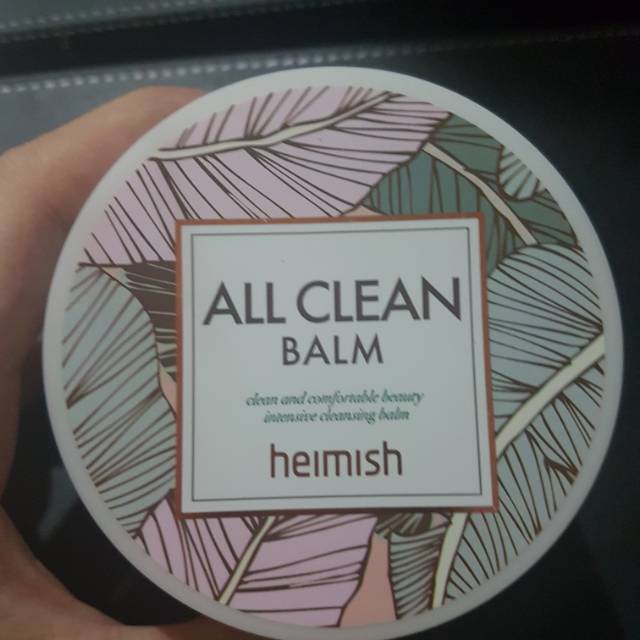 ALL CLEAN
BALM
clean and comfortable beauty
intensive cleansing balm
heimish